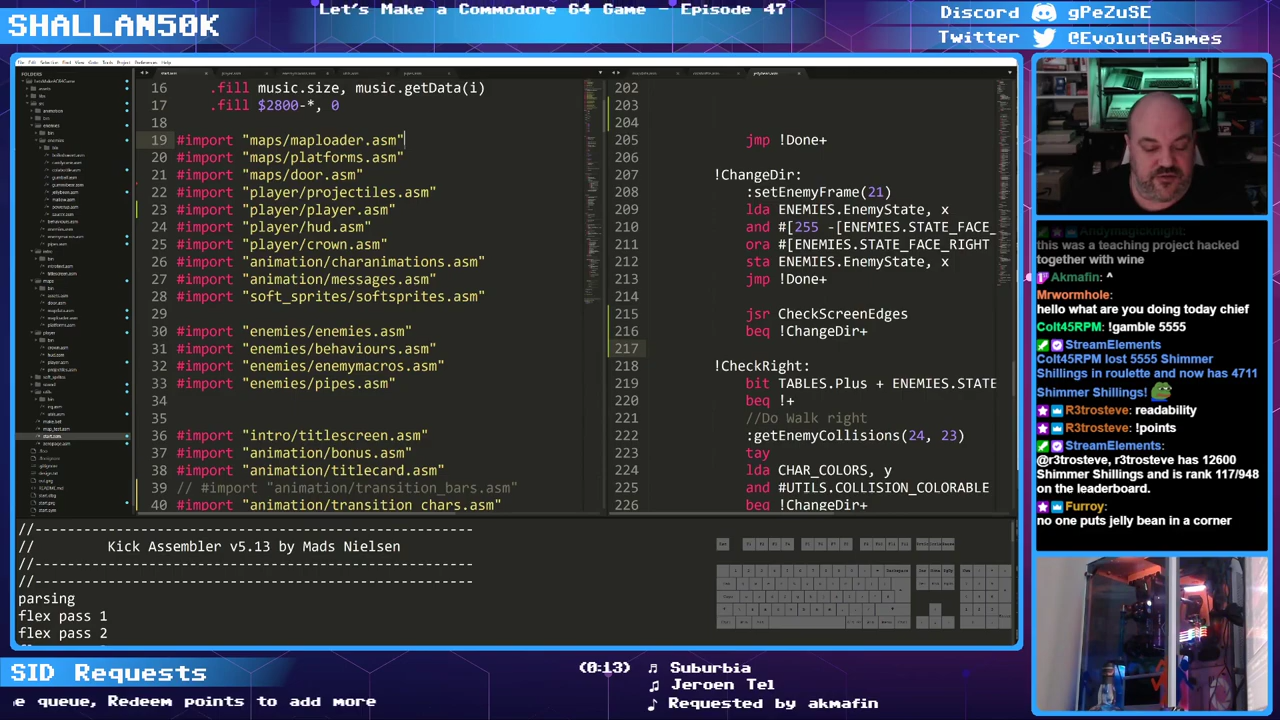 SHALLAN50K
Let's Make a Commodore 64 Game - Episode 47
Discord gPeZuSE
Twitter @EvoluteGames
FOLDERS
16 .fill music.size, music.getData(i)
17 .fill $2800-*, 0
18
19 #import "maps/maploader.asm"
20 #import "maps/platforms.asm"
21 #import "maps/door.asm"
22 #import "player/projectiles.asm"
23 #import "player/player.asm"
24 #import "player/hud.asm"
25 #import "player/crown.asm"
26 #import "animation/charanimations.asm"
27 #import "animation/messages.asm"
28 #import "soft_sprites/softsprites.asm"
29
30 #import "enemies/enemies.asm"
31 #import "enemies/behaviours.asm"
32 #import "enemies/enemymacros.asm"
33 #import "enemies/pipes.asm"
34
35
36 #import "intro/titlescreen.asm"
37 #import "animation/bonus.asm"
38 #import "animation/titlecard.asm"
39 // #import "animation/transition_bars.asm"
40 #import "animation/transition_chars.asm"
202
203
204
205 jmp !Done+
206
207 !ChangeDir:
208 :setEnemyFrame(21)
209 lda ENEMIES.EnemyState, x
210 and #[255 -[ENEMIES.STATE_FACE_
211 ora #[ENEMIES.STATE_FACE_RIGHT
212 sta ENEMIES.EnemyState, x
213 jmp !Done+
214
215 jsr CheckScreenEdges
216 beq !ChangeDir+
217
218 !CheckRight:
219 bit TABLES.Plus + ENEMIES.STATE
220 beq !+
221 //Do Walk right
222 :getEnemyCollisions(24, 23)
223 tay
224 lda CHAR_COLORS, y
225 and #UTILS.COLLISION_COLORABLE
226 beq !ChangeDir+
//------------------------------------------------------
// Kick Assembler v5.13 by Mads Nielsen
//------------------------------------------------------
//------------------------------------------------------
parsing
flex pass 1
flex pass 2
Andymagicknight:
this was a teaching project hacked
together with wine
Akmafin: ^
Mrwormhole:
hello what are you doing today chief
Colt45RPM: !gamble 5555
StreamElements:
Colt45RPM lost 5555 Shimmer
Shillings in roulette and now has 4711
Shimmer Shillings!
R3trosteve: readability
R3trosteve: !points
StreamElements:
@r3trosteve, r3trosteve has 12600
Shimmer Shillings and is rank 117/948
on the leaderboard.
Furroy:
no one puts jelly bean in a corner
SID Requests
e queue, Redeem points to add more
(0:13) Suburbia
Jeroen Tel
Requested by akmafin